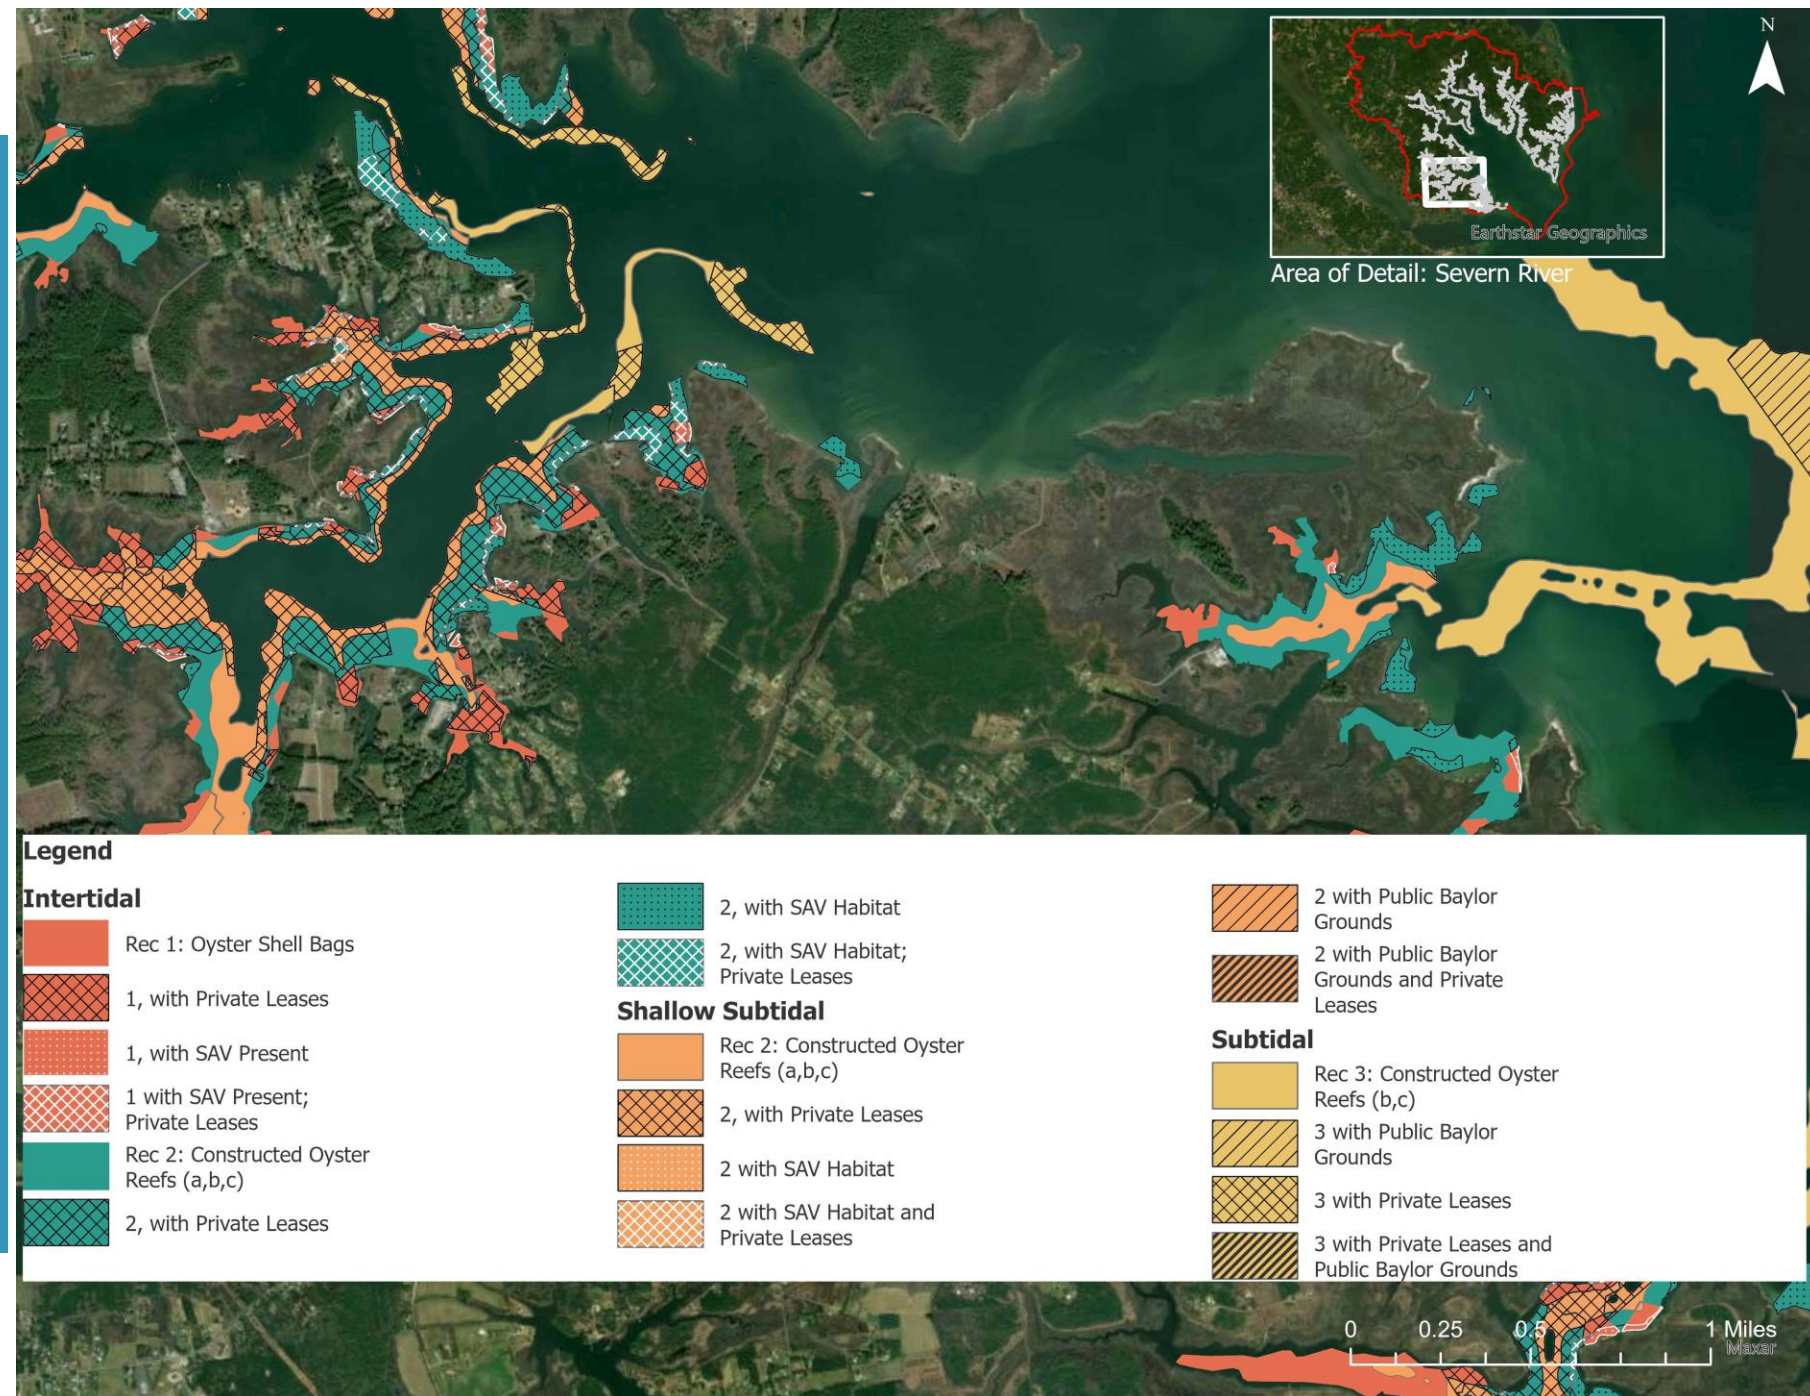 N
Earthstar Geographics
Area of Detail: Severn River
Legend
Intertidal
Rec 1: Oyster Shell Bags
1, with Private Leases
1, with SAV Present
1 with SAV Present;
Private Leases
Rec 2: Constructed Oyster
Reefs (a,b,c)
2, with Private Leases
2, with SAV Habitat
2, with SAV Habitat;
Private Leases
Shallow Subtidal
Rec 2: Constructed Oyster
Reefs (a,b,c)
2, with Private Leases
2 with SAV Habitat
2 with SAV Habitat and
Private Leases
2 with Public Baylor
Grounds
2 with Public Baylor
Grounds and Private
Leases
Subtidal
Rec 3: Constructed Oyster
Reefs (b,c)
3 with Public Baylor
Grounds
3 with Private Leases
3 with Private Leases and
Public Baylor Grounds
0 0.25 0.5 1 Miles
Maxar